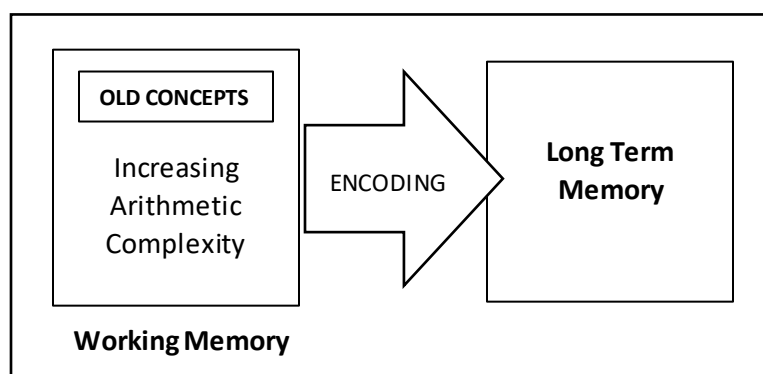 OLD CONCEPTS
Increasing
Arithmetic
Complexity
ENCODING
Long Term
Memory
Working Memory